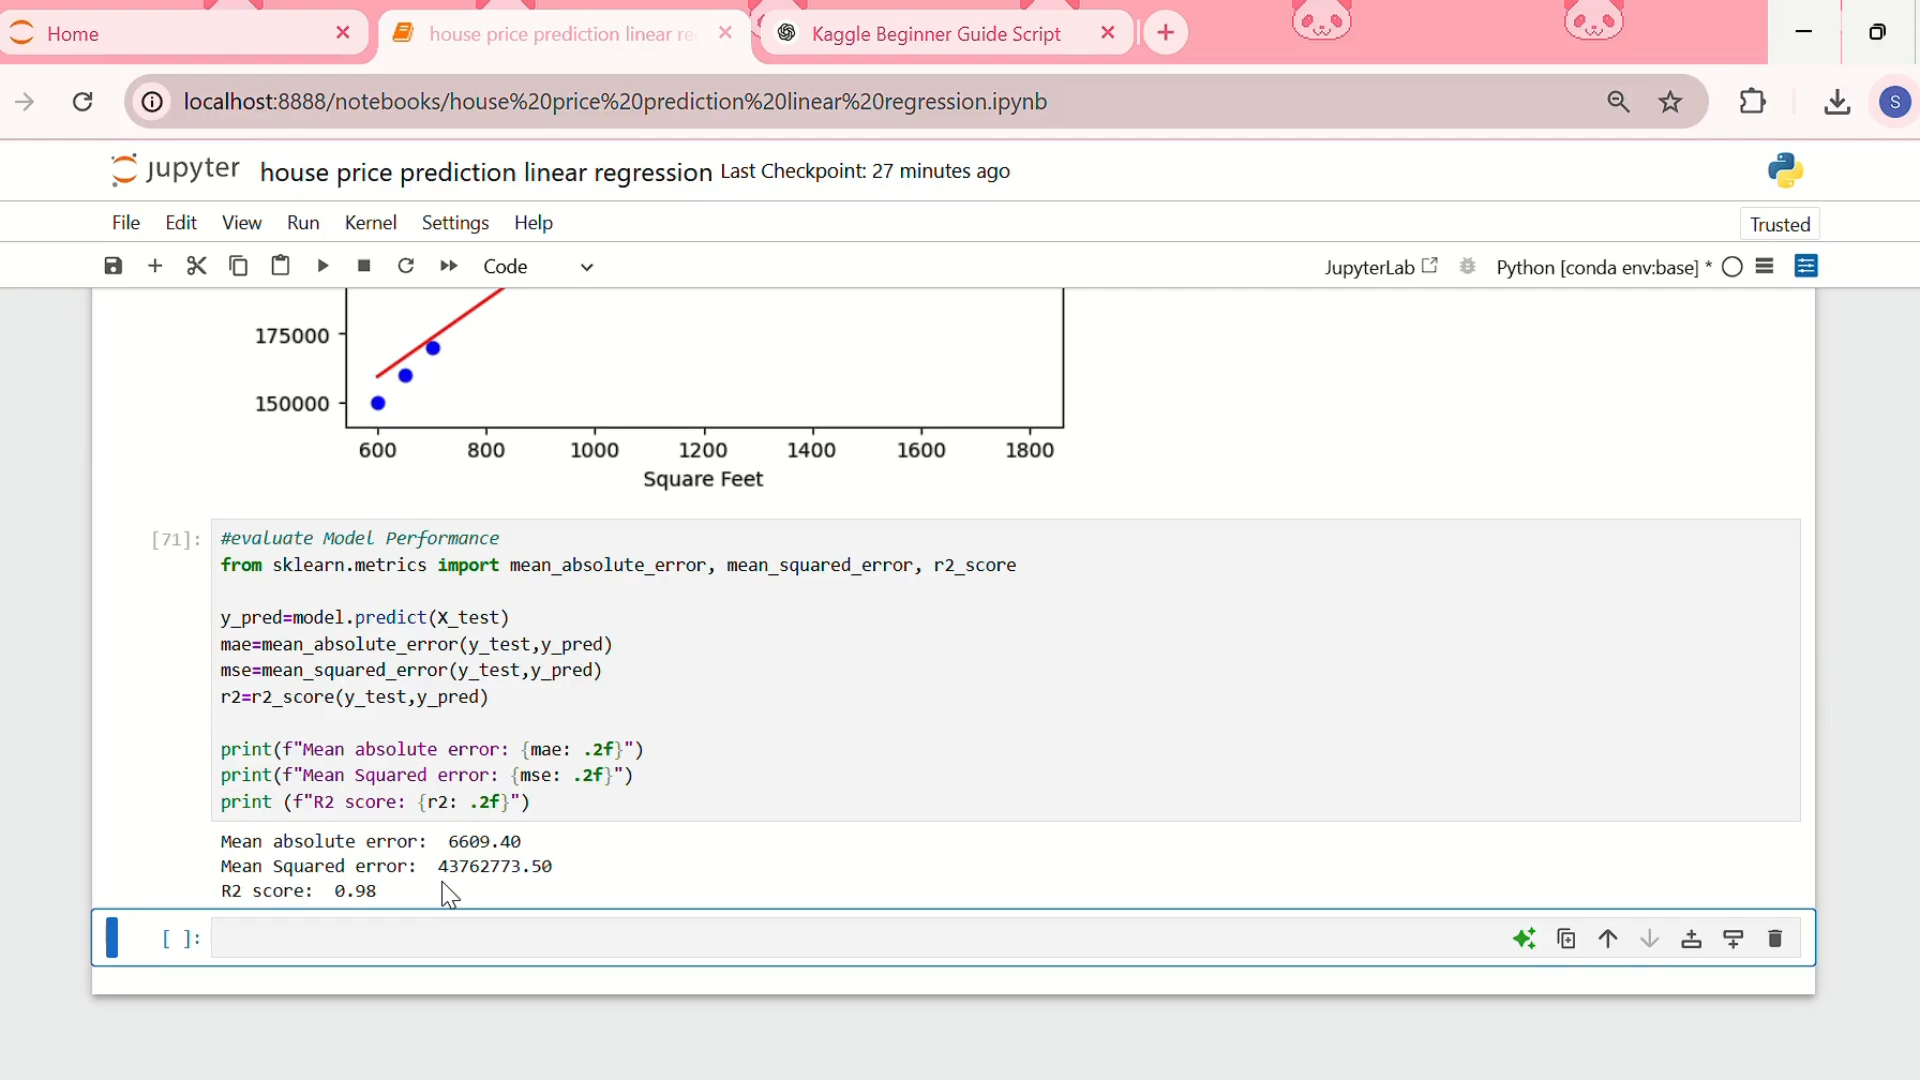 Home
house price prediction linear re
Kaggle Beginner Guide Script
localhost:8888/notebooks/house%20price%20prediction%20linear%20regression.ipynb
S
jupyter house price prediction linear regression Last Checkpoint: 27 minutes ago
File Edit View Run Kernel Settings Help
Trusted
Code
JupyterLab
Python [conda env:base] *
175000
150000
600 800 1000 1200 1400 1600 1800
Square Feet
[71]:
#evaluate Model Performance
from sklearn.metrics import mean_absolute_error, mean_squared_error, r2_score
y_pred=model.predict(X_test)
mae=mean_absolute_error(y_test,y_pred)
mse=mean_squared_error(y_test,y_pred)
r2=r2_score(y_test,y_pred)
print(f"Mean absolute error: {mae: .2f}")
print(f"Mean Squared error: {mse: .2f}")
print (f"R2 score: {r2: .2f}")
Mean absolute error:  6609.40
Mean Squared error:  43762773.50
R2 score:  0.98
[ ]: